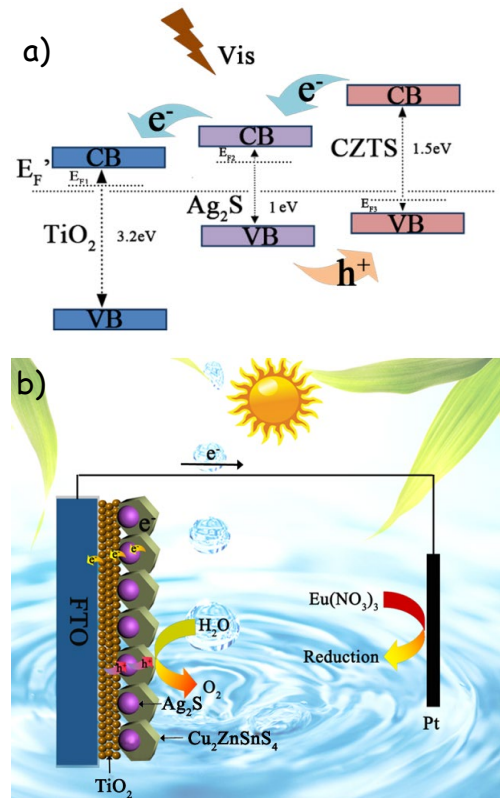 a)
Vis
e⁻
e⁻
CB
CB
CB
E_F'
E_F1
E_F2
CZTS
1.5eV
Ag₂S
1 eV
E_F3
TiO₂
3.2eV
VB
VB
VB
h⁺
b)
e⁻
e⁻
e⁻
e⁻
e⁻
FTO
H₂O
Eu(NO₃)₃
h⁺
h⁺
O₂
Reduction
Ag₂S
Pt
Cu₂ZnSnS₄
TiO₂